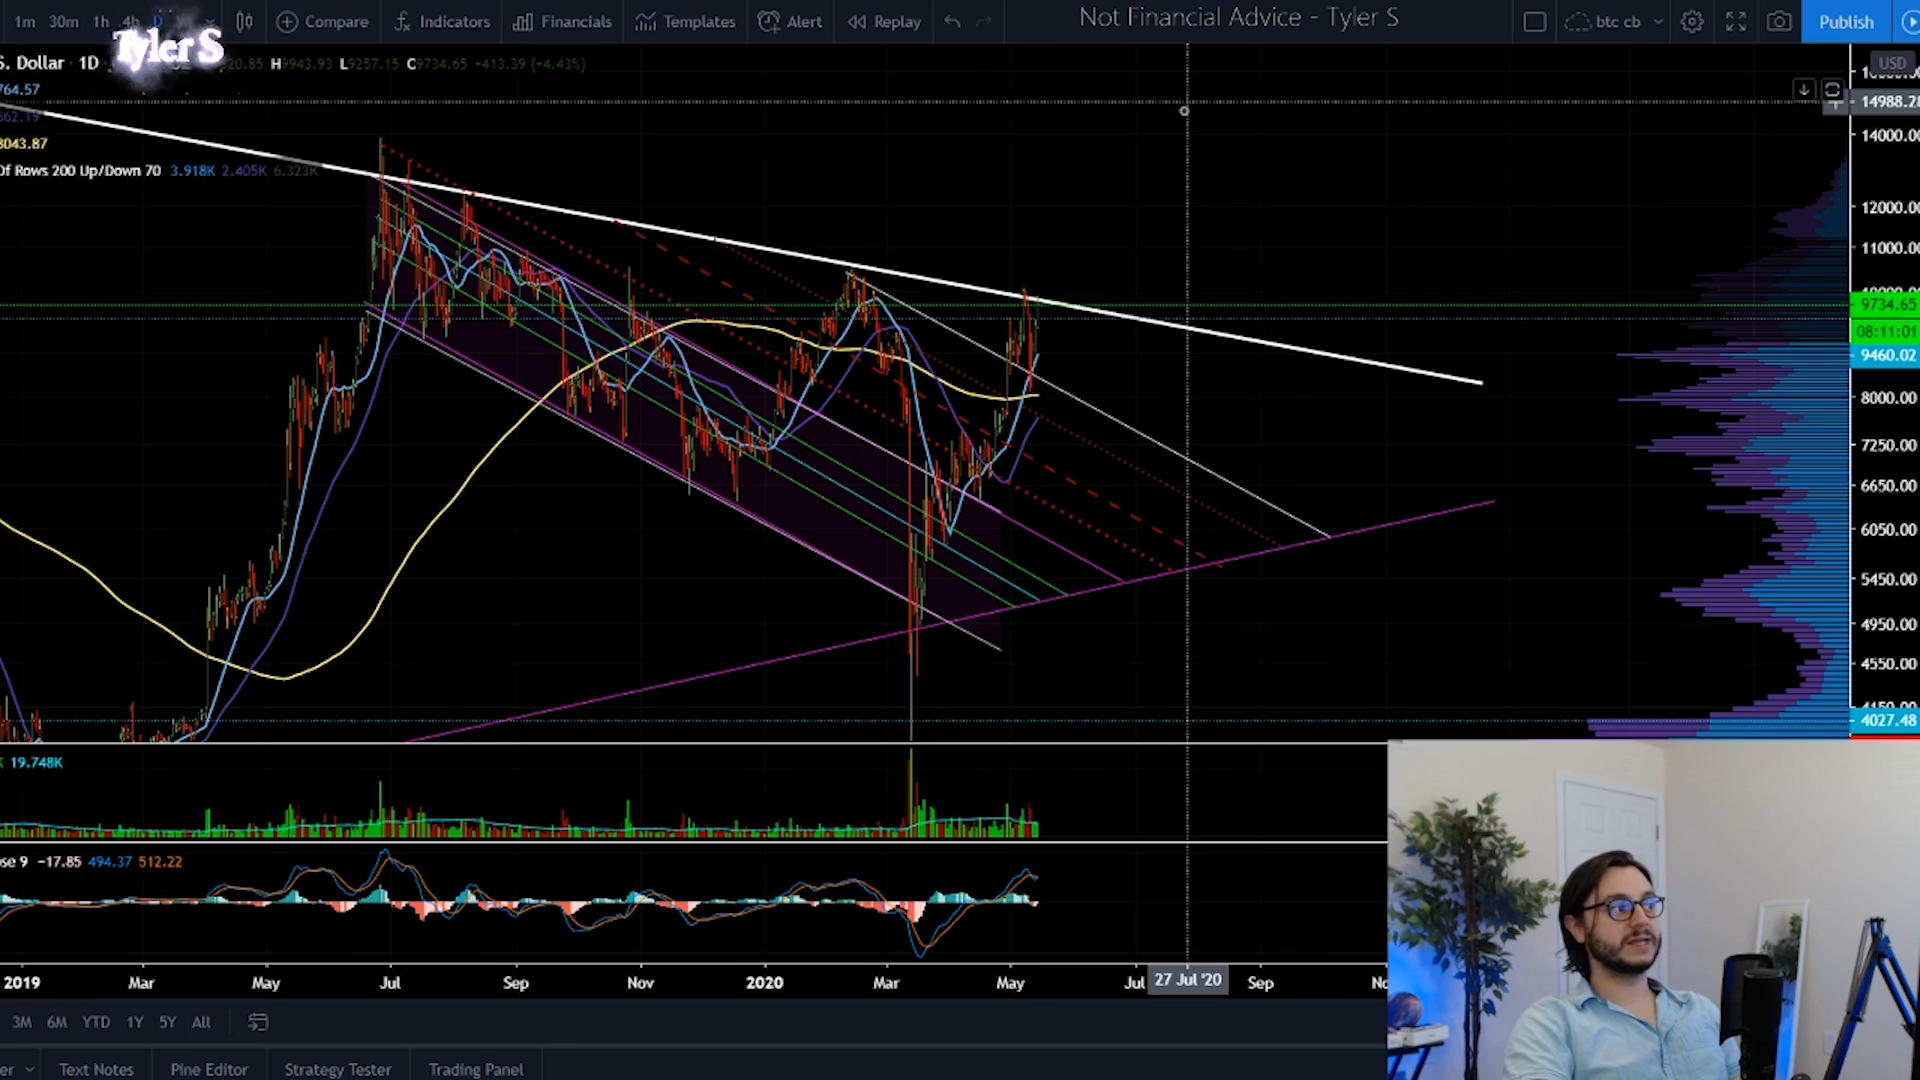 1m 30m 1h 4h D Compare Indicators Financials Templates Alert Replay Not Financial Advice - Tyler S btc cb Publish
Tyler S
S. Dollar 1D 20.85 H9943.93 L9257.15 C9734.65 -413.39 (-4.43%) USD
764.57
662.19
8043.87
Of Rows 200 Up/Down 70 3.918K 2.405K 6.323K
14988.2
14000.00
12000.00
11000.00
9734.65
08:11:01
9460.02
8000.00
7250.00
6650.00
6050.00
5450.00
4950.00
4550.00
4150.00
4027.48
K 19.748K
ose 9 -17.85 494.37 512.22
2019 Mar May Jul Sep Nov 2020 Mar May Jul 27 Jul '20 Sep No
3M 6M YTD 1Y 5Y All
er Text Notes Pine Editor Strategy Tester Trading Panel